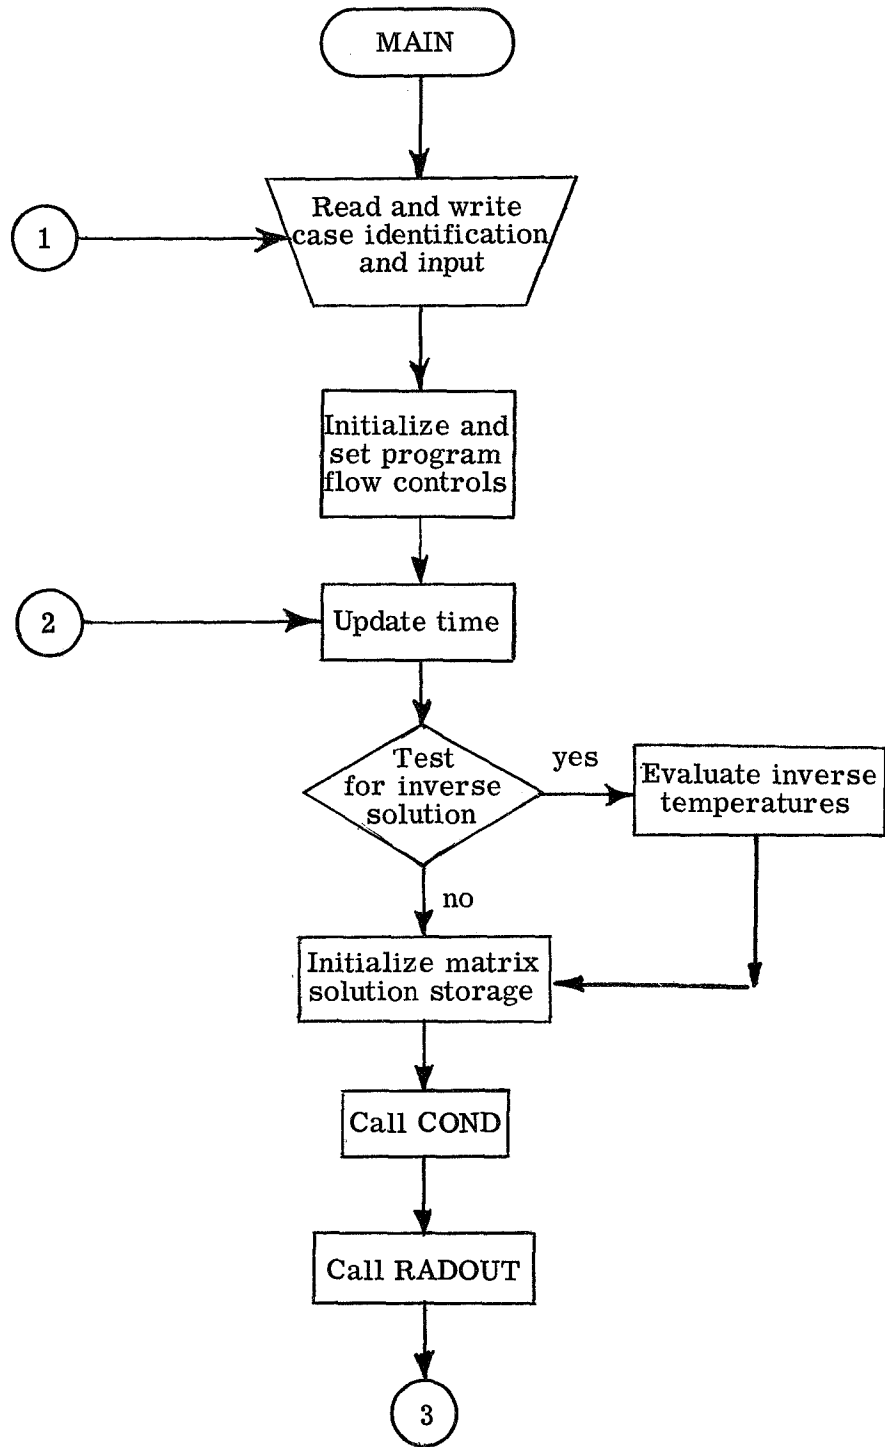 MAIN
1
Read and write
case identification
and input
Initialize and
set program
flow controls
2
Update time
Test
for inverse
solution
yes
Evaluate inverse
temperatures
no
Initialize matrix
solution storage
Call COND
Call RADOUT
3